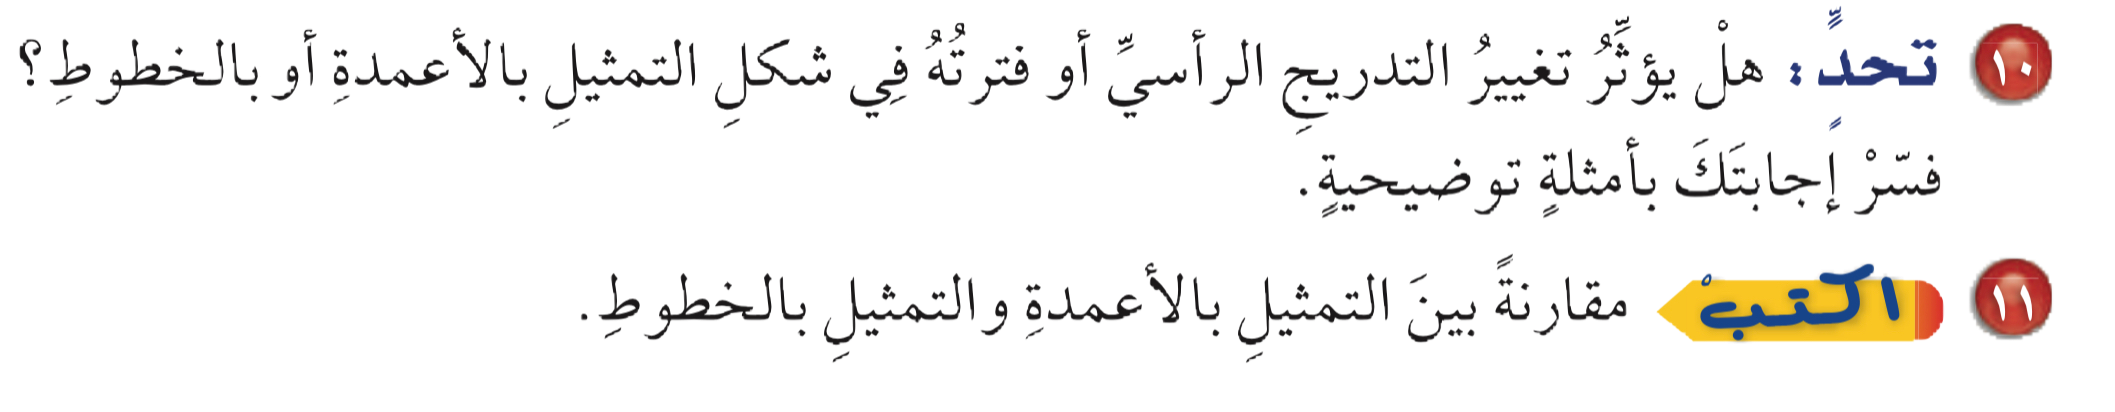 ١٠ تحدٍّ: هلْ يؤثِّرُ تغييرُ التدريجِ الرأسيِّ أو فترتُهُ فِي شكلِ التمثيلِ بالأعمدةِ أو بالخطوطِ؟
فسّرْ إجابتَكَ بأمثلةٍ توضيحيةٍ.
١١ اكتبْ مقارنةً بينَ التمثيلِ بالأعمدةِ والتمثيلِ بالخطوطِ.